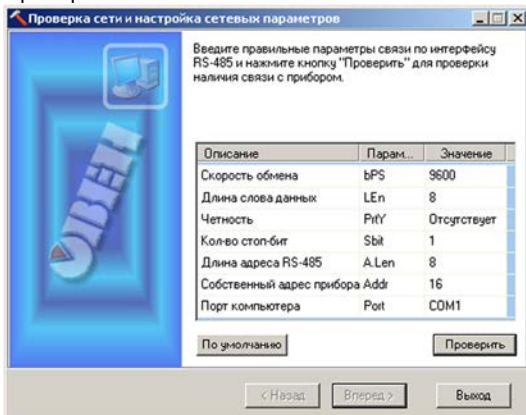 Проверка сети и настройка сетевых параметров
Введите правильные параметры связи по интерфейсу
RS-485 и нажмите кнопку "Проверить" для проверки
наличия связи с прибором.
ОВЕН
Описание Парам... Значение
Скорость обмена bPS 9600
Длина слова данных LEn 8
Четность PrtY Отсутствует
Кол-во стоп-бит Sbit 1
Длина адреса RS-485 A.Len 8
Собственный адрес прибора Addr 16
Порт компьютера Port COM1
По умолчанию Проверить
< Назад Вперед > Выход